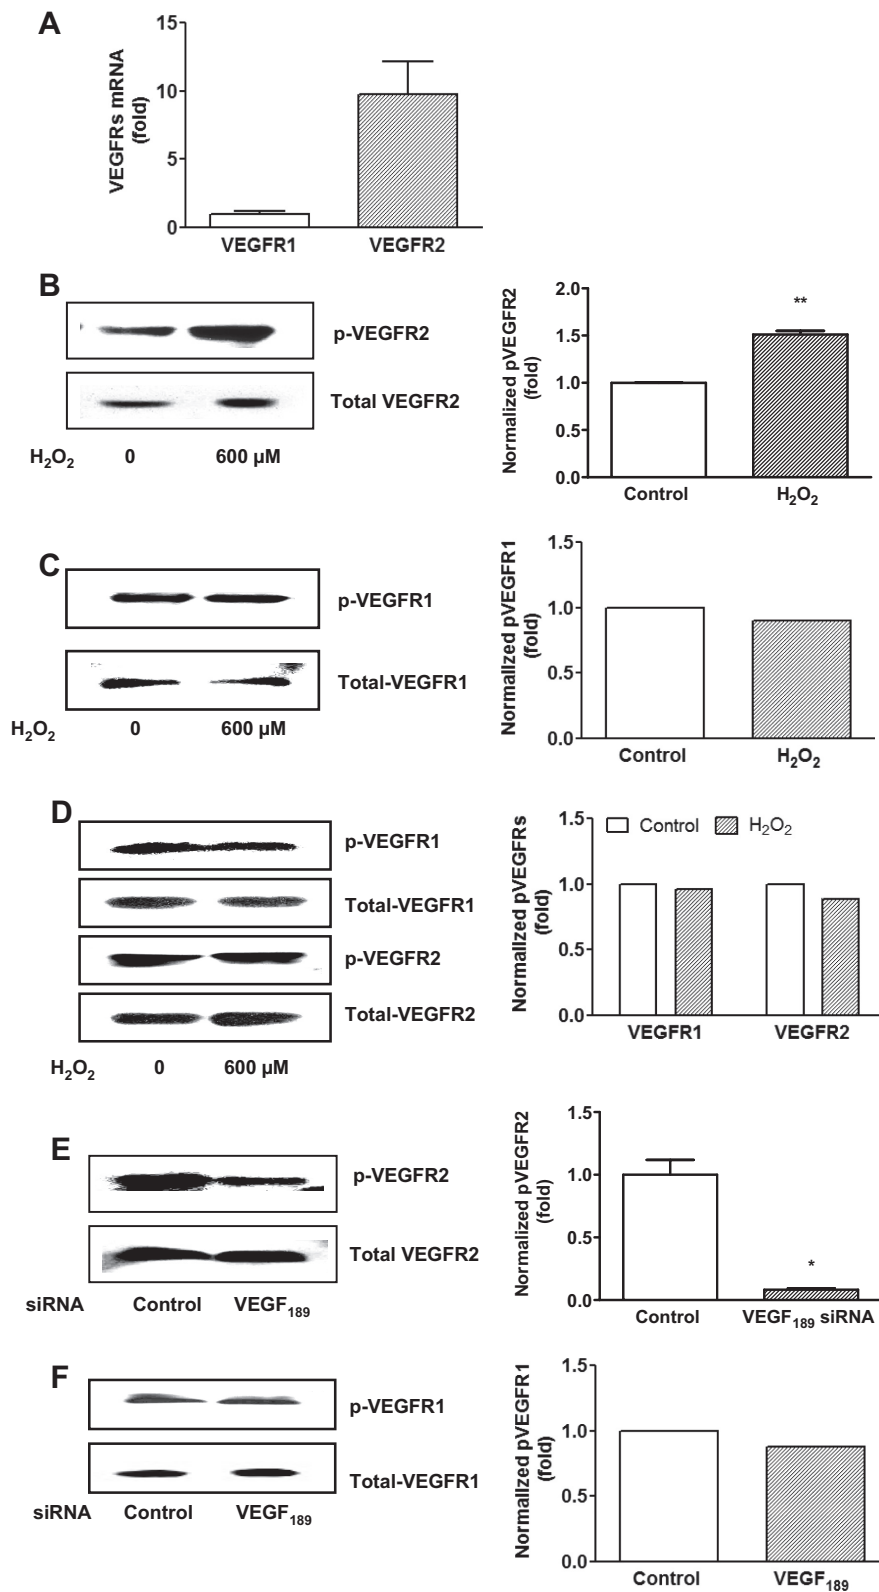 A
VEGFRs mRNA
(fold)
15
10
5
0
VEGFR1
VEGFR2
B
p-VEGFR2
Total VEGFR2
H₂O₂
0
600 µM
Normalized pVEGFR2
(fold)
2.0
1.5
1.0
0.5
0.0
**
Control
H₂O₂
C
p-VEGFR1
Total-VEGFR1
H₂O₂
0
600 µM
Normalized pVEGFR1
(fold)
1.5
1.0
0.5
0.0
Control
H₂O₂
D
p-VEGFR1
Total-VEGFR1
p-VEGFR2
Total-VEGFR2
H₂O₂
0
600 µM
Normalized pVEGFRs
(fold)
1.5
1.0
0.5
0.0
Control
H₂O₂
VEGFR1
VEGFR2
E
p-VEGFR2
Total VEGFR2
siRNA
Control
VEGF₁₈₉
Normalized pVEGFR2
(fold)
1.5
1.0
0.5
0.0
*
Control
VEGF₁₈₉ siRNA
F
p-VEGFR1
Total-VEGFR1
siRNA
Control
VEGF₁₈₉
Normalized pVEGFR1
(fold)
1.5
1.0
0.5
0.0
Control
VEGF₁₈₉